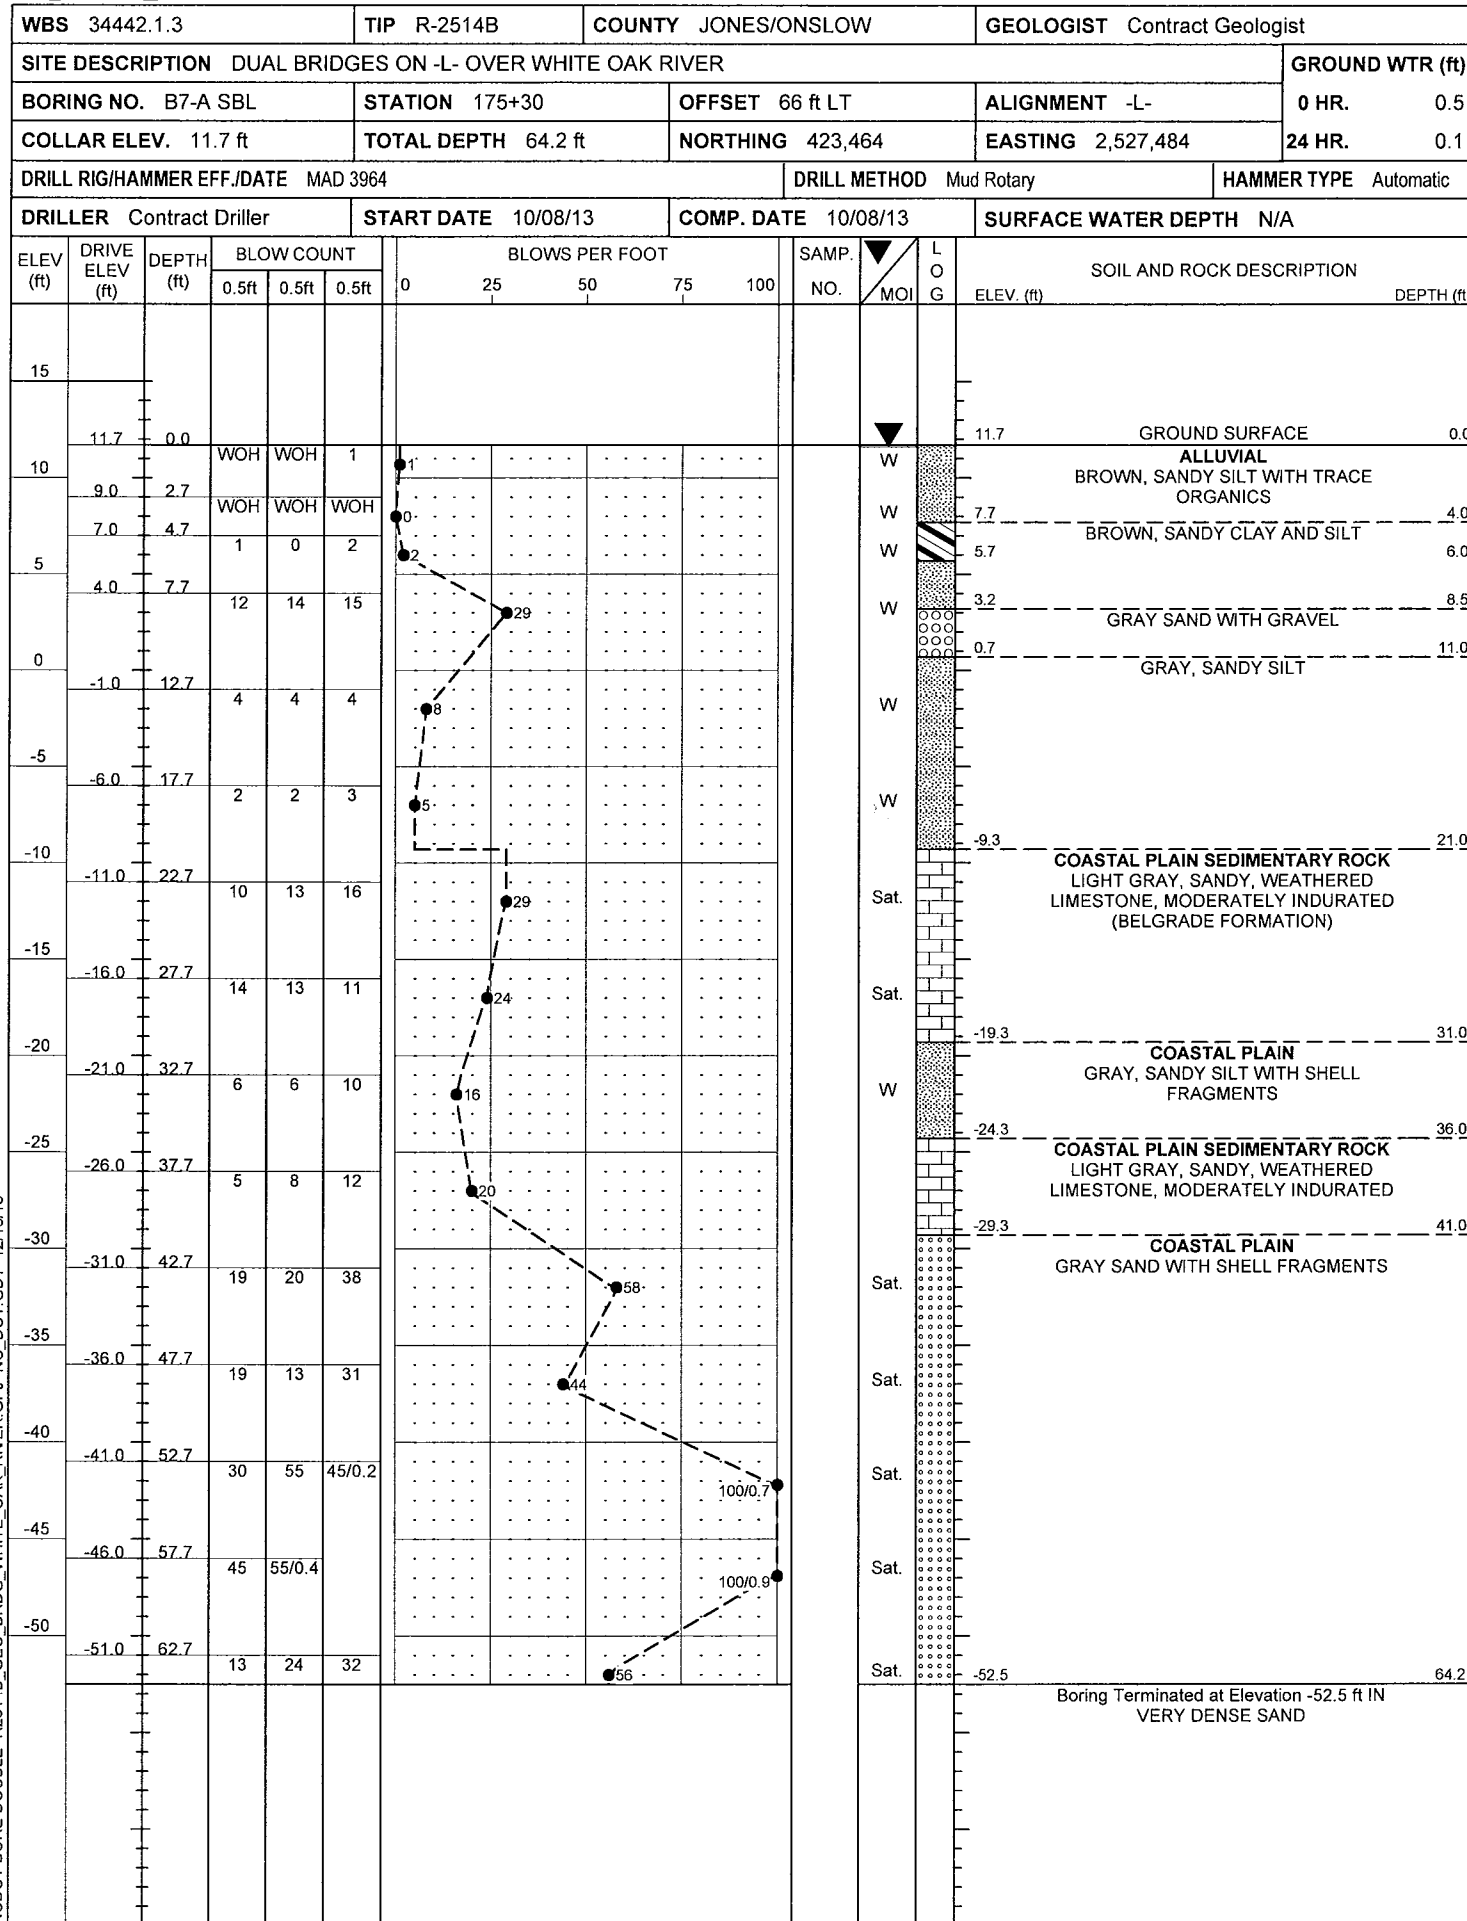 WBS 34442.1.3 TIP R-2514B COUNTY JONES/ONSLOW GEOLOGIST Contract Geologist
SITE DESCRIPTION DUAL BRIDGES ON -L- OVER WHITE OAK RIVER GROUND WTR (ft)
BORING NO. B7-A SBL STATION 175+30 OFFSET 66 ft LT ALIGNMENT -L- 0 HR. 0.5
COLLAR ELEV. 11.7 ft TOTAL DEPTH 64.2 ft NORTHING 423,464 EASTING 2,527,484 24 HR. 0.1
DRILL RIG/HAMMER EFF./DATE MAD 3964 DRILL METHOD Mud Rotary HAMMER TYPE Automatic
DRILLER Contract Driller START DATE 10/08/13 COMP. DATE 10/08/13 SURFACE WATER DEPTH N/A
ELEV (ft) DRIVE ELEV (ft) DEPTH (ft) BLOW COUNT BLOWS PER FOOT SAMP. NO. MOI LOG SOIL AND ROCK DESCRIPTION
0.5ft 0.5ft 0.5ft 0 25 50 75 100 ELEV. (ft) DEPTH (ft
15
11.7 0.0 11.7 GROUND SURFACE 0.0
WOH WOH 1 1 W ALLUVIAL
10 BROWN, SANDY SILT WITH TRACE
9.0 2.7 ORGANICS
WOH WOH WOH 0 W 7.7 4.0
7.0 4.7 BROWN, SANDY CLAY AND SILT
1 0 2 2 W 5.7 6.0
5
4.0 7.7 3.2 8.5
12 14 15 29 W GRAY SAND WITH GRAVEL
0 0.7 11.0
GRAY, SANDY SILT
-1.0 12.7
4 4 4 8 W
-5
-6.0 17.7
2 2 3 5 W
-9.3 21.0
-10 COASTAL PLAIN SEDIMENTARY ROCK
-11.0 22.7 LIGHT GRAY, SANDY, WEATHERED
10 13 16 29 Sat. LIMESTONE, MODERATELY INDURATED
(BELGRADE FORMATION)
-15
-16.0 27.7
14 13 11 24 Sat.
-19.3 31.0
-20 COASTAL PLAIN
-21.0 32.7 GRAY, SANDY SILT WITH SHELL
6 6 10 16 W FRAGMENTS
-24.3 36.0
-25 COASTAL PLAIN SEDIMENTARY ROCK
-26.0 37.7 LIGHT GRAY, SANDY, WEATHERED
5 8 12 20 LIMESTONE, MODERATELY INDURATED
-29.3 41.0
-30 COASTAL PLAIN
-31.0 42.7 GRAY SAND WITH SHELL FRAGMENTS
19 20 38 58 Sat.
-35
-36.0 47.7
19 13 31 44 Sat.
-40
-41.0 52.7
30 55 45/0.2 100/0.7 Sat.
-45
-46.0 57.7
45 55/0.4 100/0.9 Sat.
-50
-51.0 62.7
13 24 32 56 Sat. -52.5 64.2
Boring Terminated at Elevation -52.5 ft IN
VERY DENSE SAND